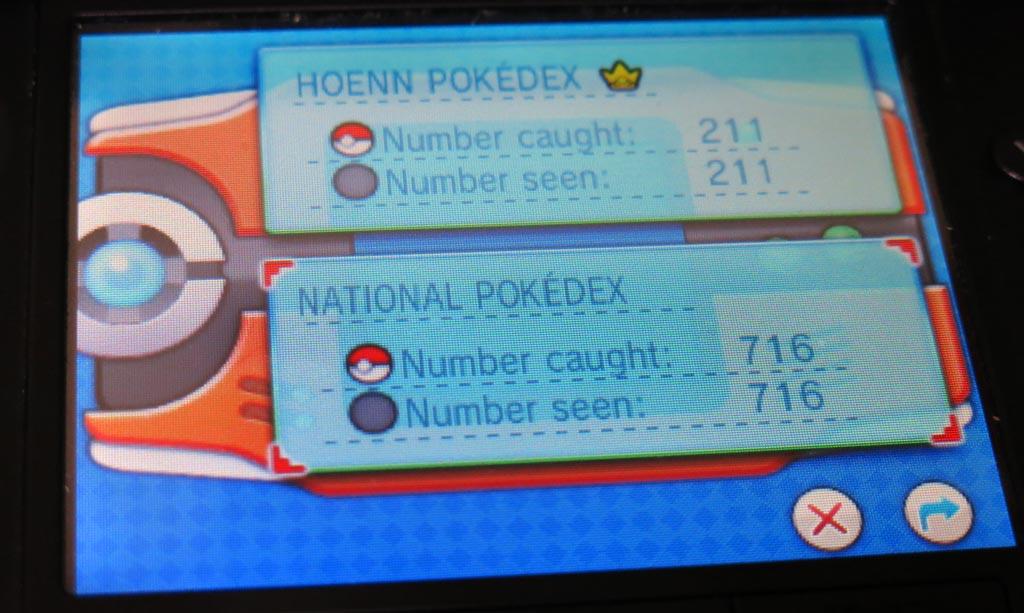 HOENN POKÉDEX
Number caught: 211
Number seen: 211
NATIONAL POKÉDEX
Number caught: 716
Number seen: 716